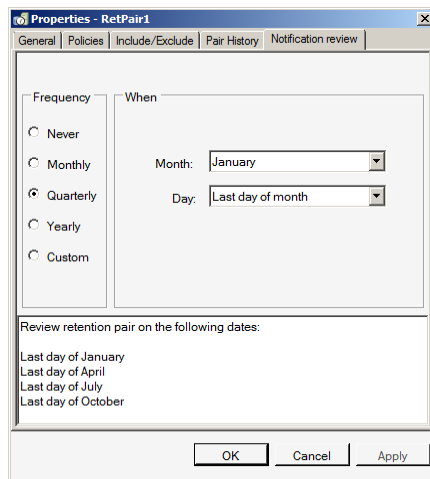 Properties - RetPair1
General Policies Include/Exclude Pair History Notification review
Frequency
When
Never
Monthly
Month: January
Quarterly
Day: Last day of month
Yearly
Custom
Review retention pair on the following dates:
Last day of January
Last day of April
Last day of July
Last day of October
OK Cancel Apply